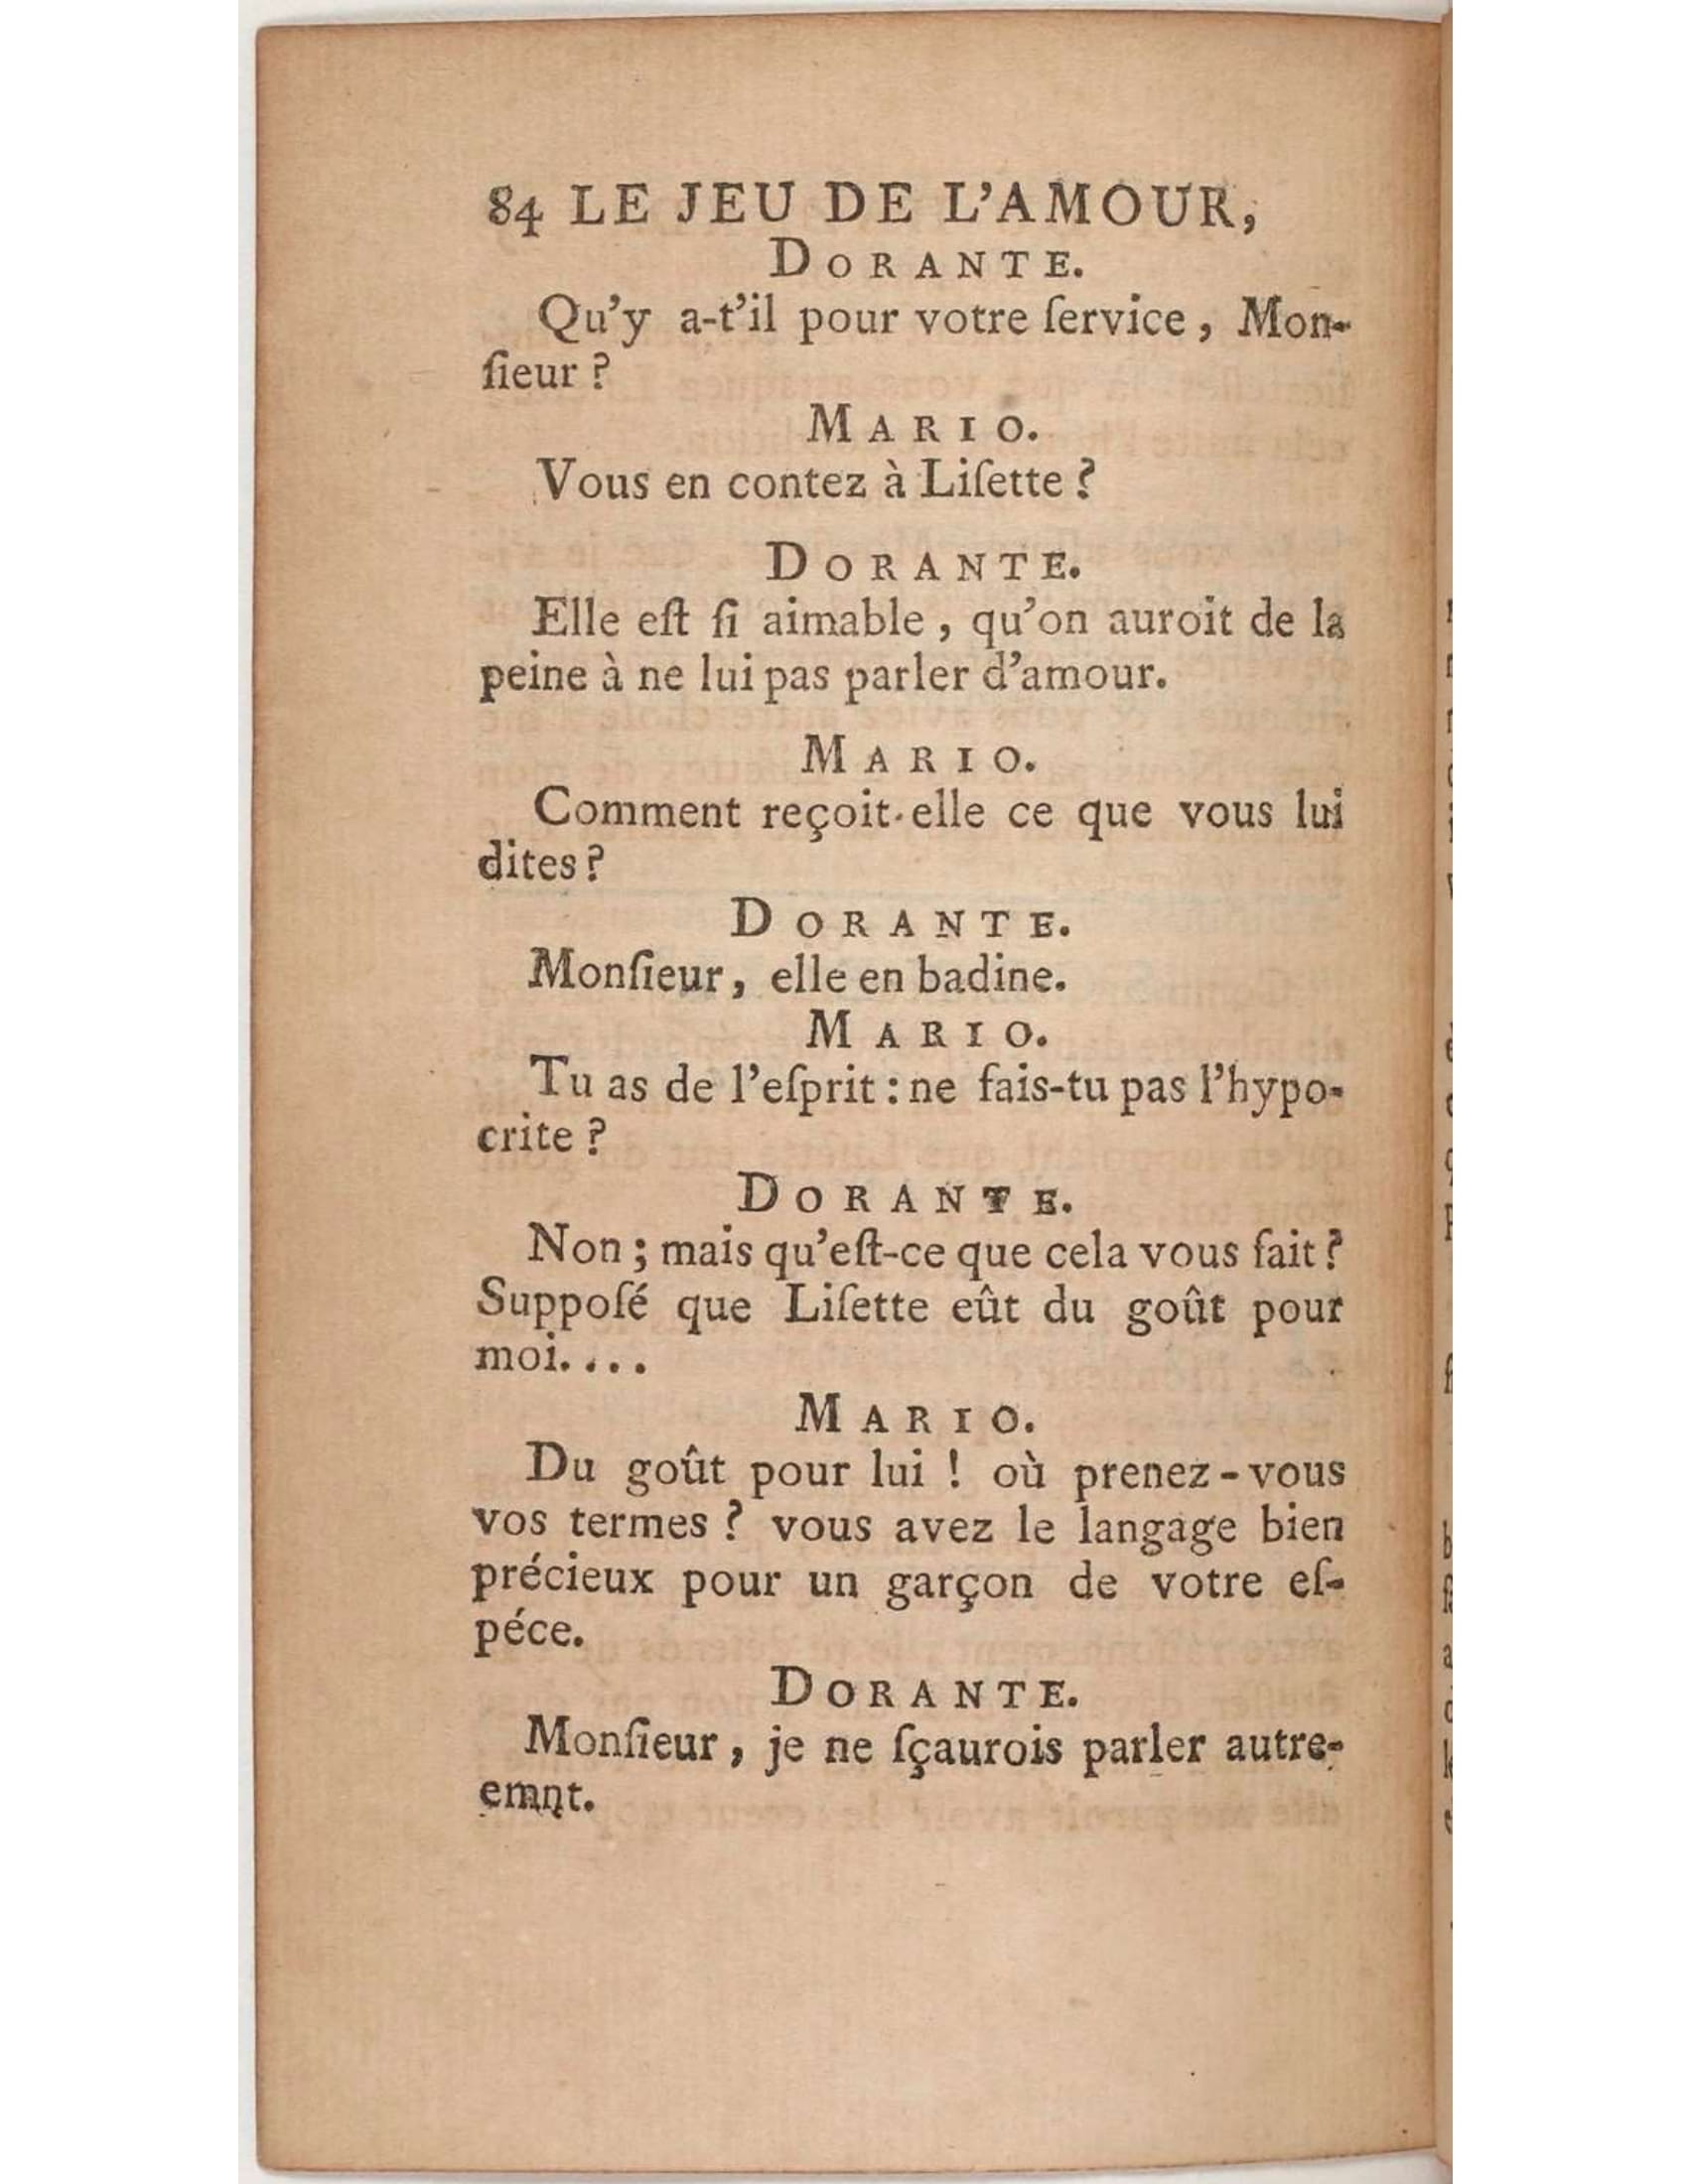 84 LE JEU DE L'AMOUR,
DORANTE.
Qu'y a-t'il pour votre ſervice, Mon-
ſieur ?
MARIO.
Vous en contez à Liſette ?
DORANTE.
Elle eſt ſi aimable, qu'on auroit de la
peine à ne lui pas parler d'amour.
MARIO.
Comment reçoit-elle ce que vous lui
dites ?
DORANTE.
Monſieur, elle en badine.
MARIO.
Tu as de l'eſprit : ne fais-tu pas l'hypo-
crite ?
DORANTE.
Non ; mais qu'eſt-ce que cela vous fait ?
Suppoſé que Liſette eût du goût pour
moi....
MARIO.
Du goût pour lui ! où prenez-vous
vos termes ? vous avez le langage bien
précieux pour un garçon de votre eſ-
péce.
DORANTE.
Monſieur, je ne ſçaurois parler autre-
emnt.